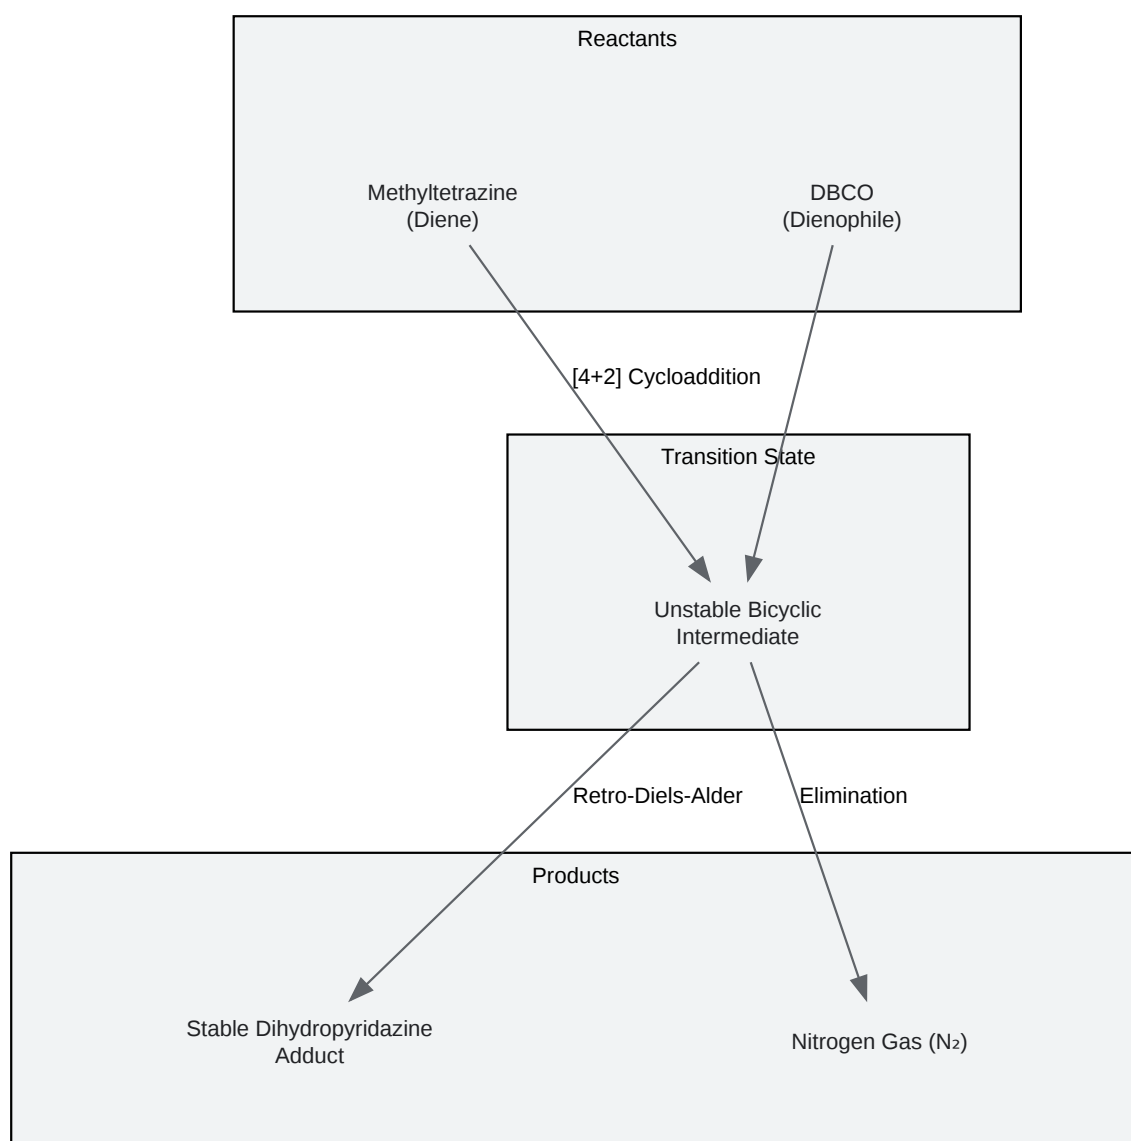 Reactants
Methyltetrazine
(Diene)
DBCO
(Dienophile)
[4+2] Cycloaddition
Transition State
Unstable Bicyclic
Intermediate
Retro-Diels-Alder
Elimination
Products
Stable Dihydropyridazine
Adduct
Nitrogen Gas (N₂)